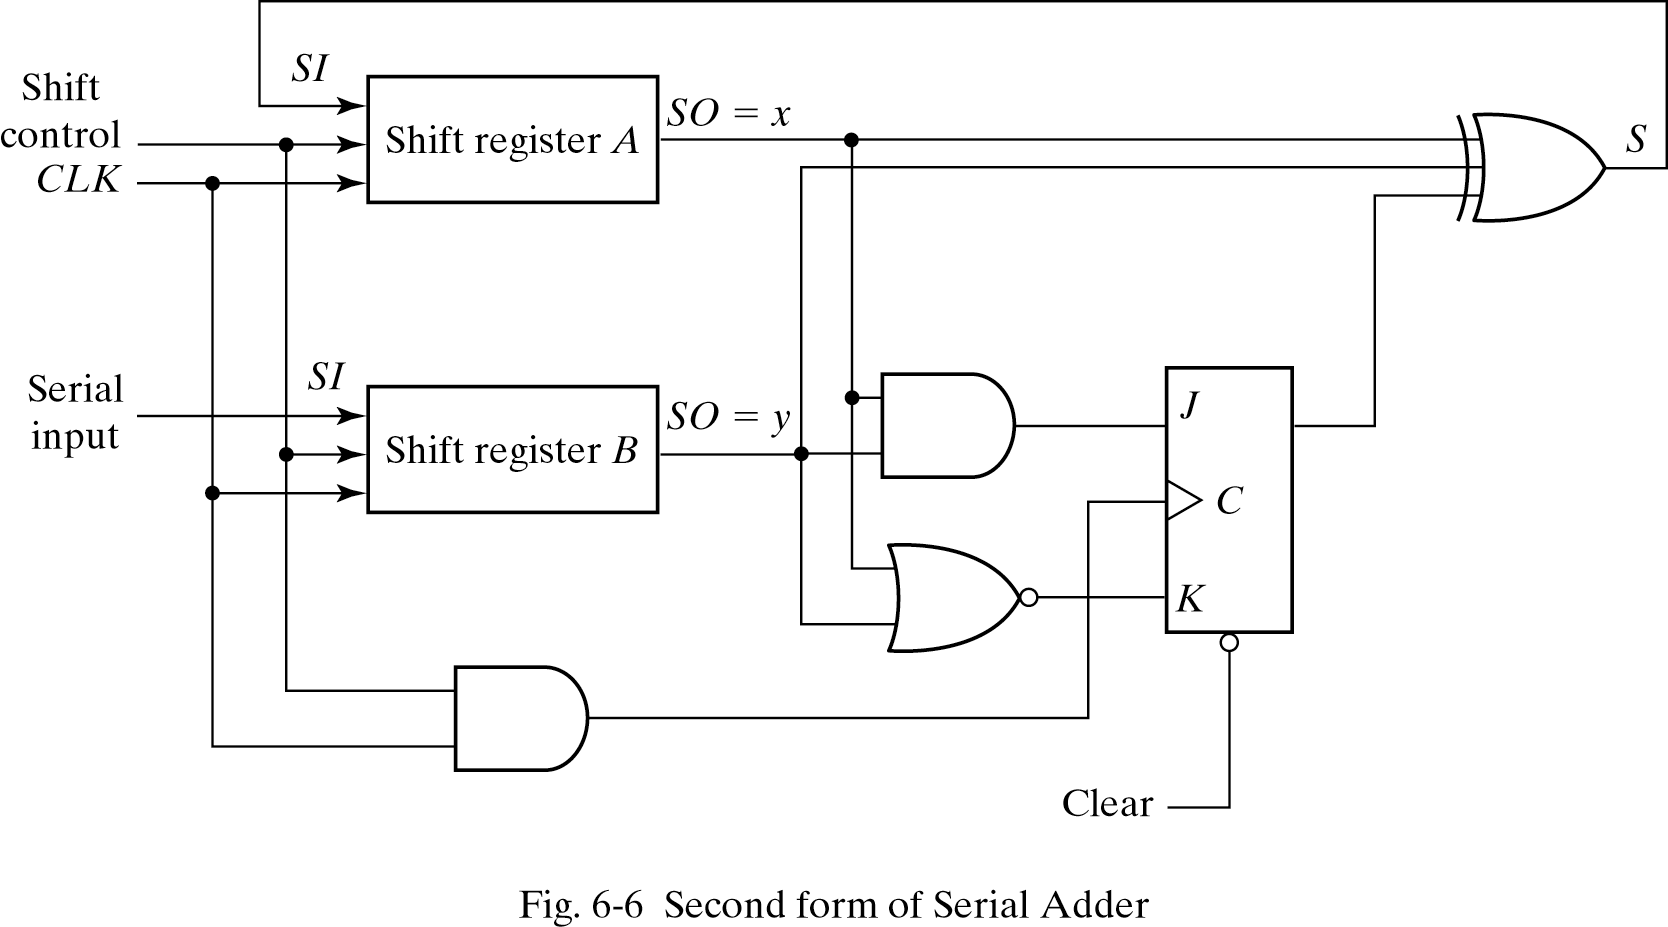 SI
Shift
control
CLK
Shift register A
SO = x
S
Serial
input
SI
Shift register B
SO = y
J
C
K
Clear
Fig. 6-6 Second form of Serial Adder